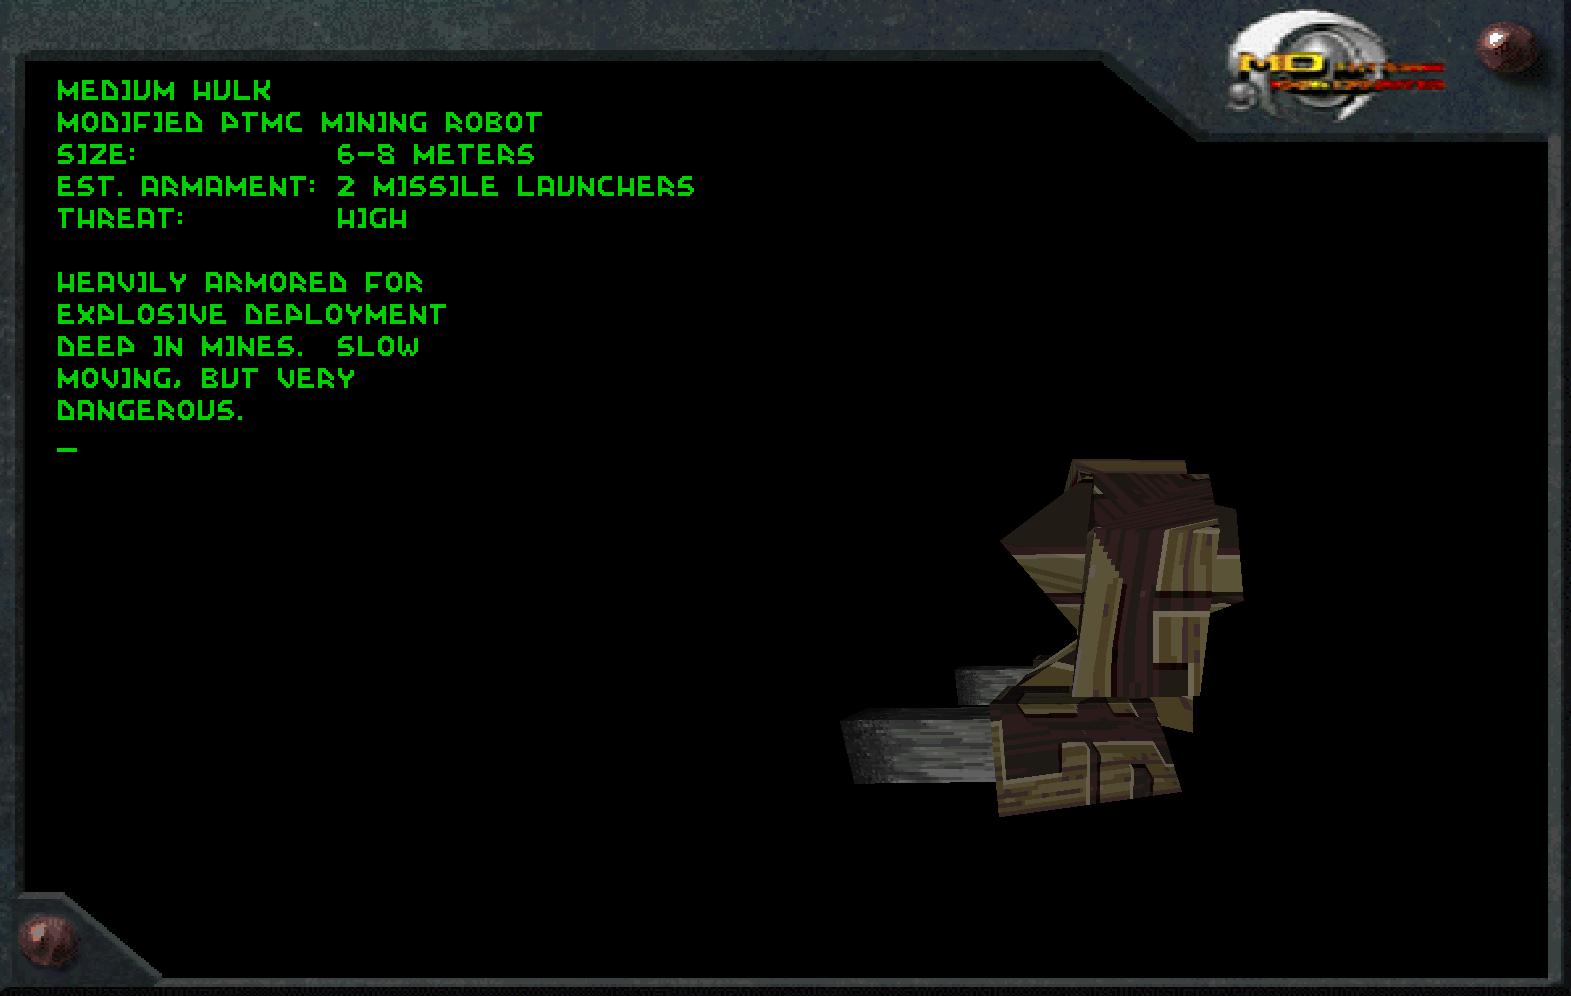 MEDIUM HULK
MODIFIED PTMC MINING ROBOT
SIZE: 6-8 METERS
EST. ARMAMENT: 2 MISSILE LAUNCHERS
THREAT: HIGH
HEAVILY ARMORED FOR
EXPLOSIVE DEPLOYMENT
DEEP IN MINES. SLOW
MOVING, BUT VERY
DANGEROUS.
_
MD